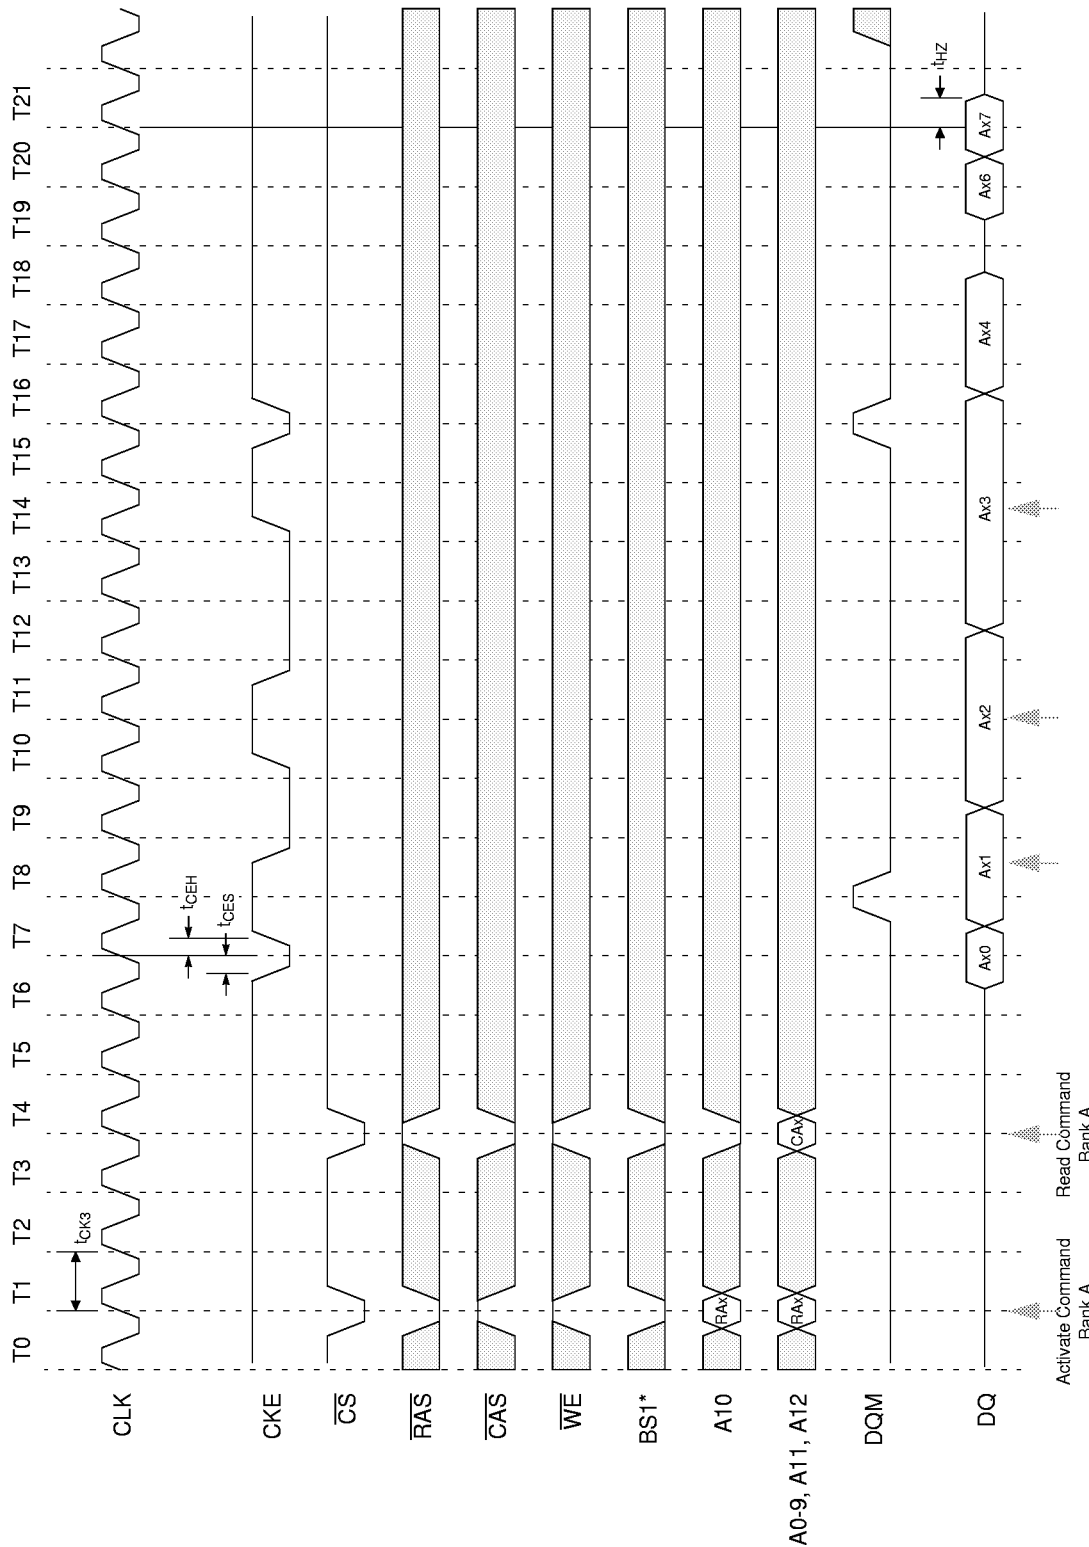 T0 T1 T2 T3 T4 T5 T6 T7 T8 T9 T10 T11 T12 T13 T14 T15 T16 T17 T18 T19 T20 T21
tCK3
CLK
tCEH
tCES
CKE
CS
RAS
CAS
WE
BS1*
A10
RAx
A0-9, A11, A12
RAx CAx
DQM
tHZ
DQ
Ax0 Ax1 Ax2 Ax3 Ax4 Ax6 Ax7
Activate Command
Bank A
Read Command
Bank A